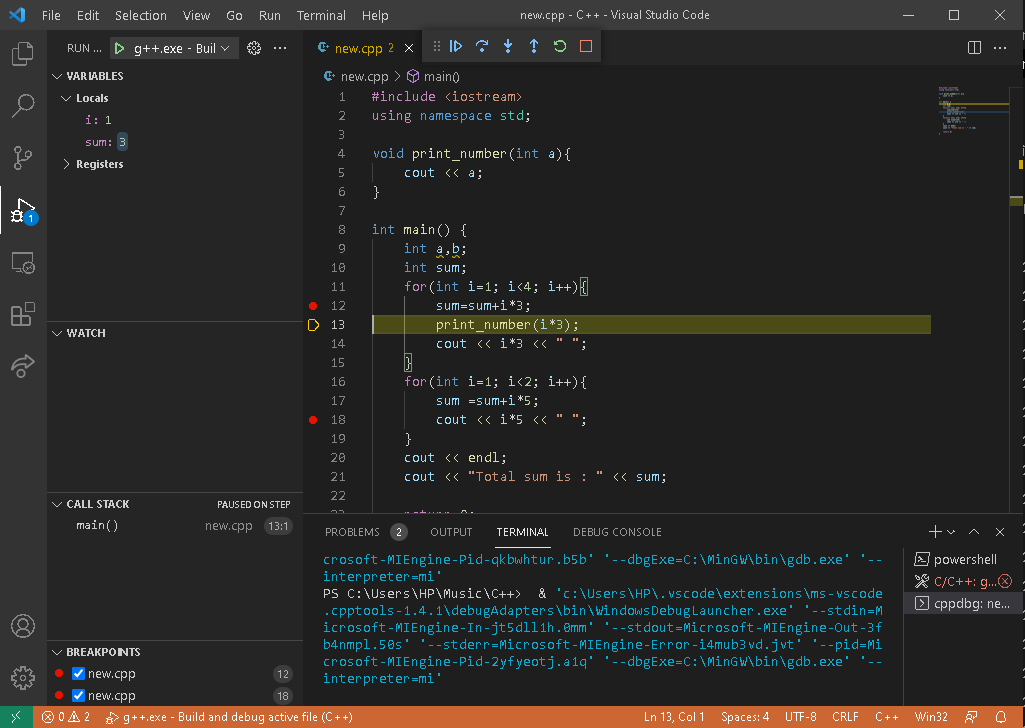 File Edit Selection View Go Run Terminal Help new.cpp - C++ - Visual Studio Code
RUN ... g++.exe - Buil
new.cpp 2
VARIABLES
Locals
i: 1
sum: 3
Registers
WATCH
CALL STACK PAUSED ON STEP
main() new.cpp 13:1
BREAKPOINTS
new.cpp 12
new.cpp 18
1
new.cpp > main()
1 #include <iostream>
2 using namespace std;
3
4 void print_number(int a){
5 cout << a;
6 }
7
8 int main() {
9 int a,b;
10 int sum;
11 for(int i=1; i<4; i++){
12 sum=sum+i*3;
13 print_number(i*3);
14 cout << i*3 << " ";
15 }
16 for(int i=1; i<2; i++){
17 sum =sum+i*5;
18 cout << i*5 << " ";
19 }
20 cout << endl;
21 cout << "Total sum is : " << sum;
22
PROBLEMS 2 OUTPUT TERMINAL DEBUG CONSOLE
crosoft-MIEngine-Pid-qkbwhtur.b5b' '--dbgExe=C:\MinGW\bin\gdb.exe' '--
interpreter=mi'
PS C:\Users\HP\Music\C++> & 'c:\Users\HP\.vscode\extensions\ms-vscode
.cpptools-1.4.1\debugAdapters\bin\WindowsDebugLauncher.exe' '--stdin=M
icrosoft-MIEngine-In-jt5dll1h.0mm' '--stdout=Microsoft-MIEngine-Out-3f
b4nmpl.50s' '--stderr=Microsoft-MIEngine-Error-i4mub3vd.jvt' '--pid=Mi
crosoft-MIEngine-Pid-2yfyeotj.a1q' '--dbgExe=C:\MinGW\bin\gdb.exe' '--
interpreter=mi'
powershell
C/C++: g...
cppdbg: ne...
0 2 g++.exe - Build and debug active file (C++) Ln 13, Col 1 Spaces: 4 UTF-8 CRLF C++ Win32